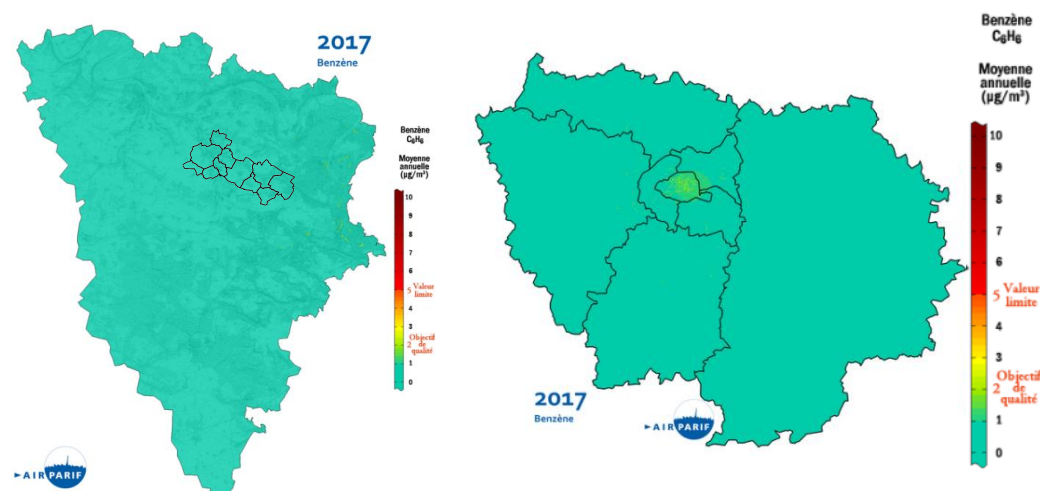 2017
Benzène
Benzène
C₆H₆
Moyenne
annuelle
(µg/m³)
10
9
8
7
6
5 Valeur
limite
4
3
Objectif
2 de
qualité
1
0
AIRPARIF
Benzène
C₆H₆
Moyenne
annuelle
(µg/m³)
10
9
8
7
6
5 Valeur
limite
4
3
Objectif
2 de
qualité
1
0
2017
Benzène
AIRPARIF